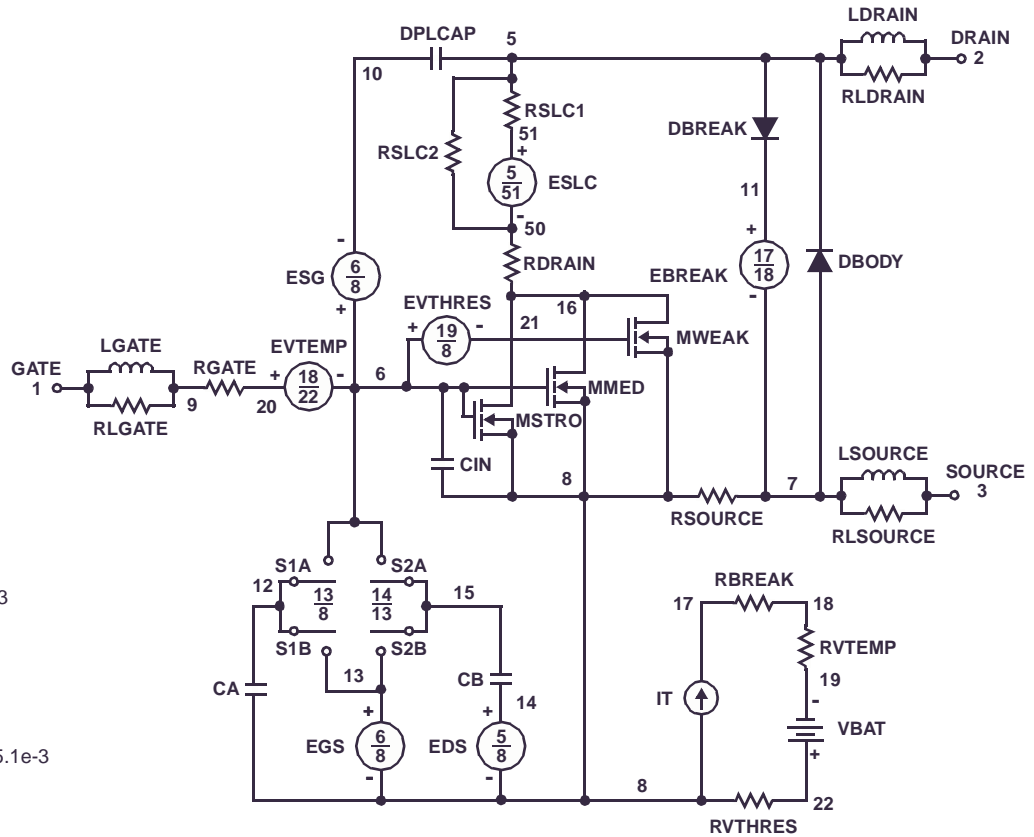 LDRAIN
DPLCAP
5
DRAIN
2
10
RLDRAIN
RSLC1
DBREAK
51
+
RSLC2
5
51
ESLC
11
-
50
-
+
RDRAIN
ESG
6
8
EBREAK
17
18
DBODY
EVTHRES
16
+
+
19
8
-
21
-
MWEAK
LGATE
EVTEMP
GATE
1
RGATE
+
18
22
-
6
MMED
9
20
MSTRO
RLGATE
LSOURCE
CIN
8
7
SOURCE
3
RSOURCE
RLSOURCE
S1A
S2A
12
13
8
14
13
15
RBREAK
3
17
18
S1B
S2B
RVTEMP
13
CB
CA
19
14
IT
-
+
+
VBAT
EGS
6
8
EDS
5
8
5.1e-3
+
-
-
8
22
RVTHRES